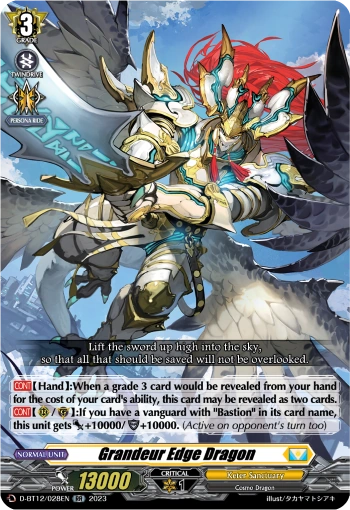 3
GRADE
TWINDRIVE
PERSONA RIDE
Lift the sword up high into the sky,
so that all that should be saved will not be overlooked.
CONT【Hand】:When a grade 3 card would be revealed from your hand
for the cost of your card's ability, this card may be revealed as two cards.
CONT【 】:If you have a vanguard with "Bastion" in its card name,
this unit gets +10000/ +10000. (Active on opponent's turn too)
NORMAL UNIT
Grandeur Edge Dragon
POWER 13000
CRITICAL
1
Keter Sanctuary
Cosmo Dragon
D-BT12/028EN RR 2023
illust/タカヤマトシアキ